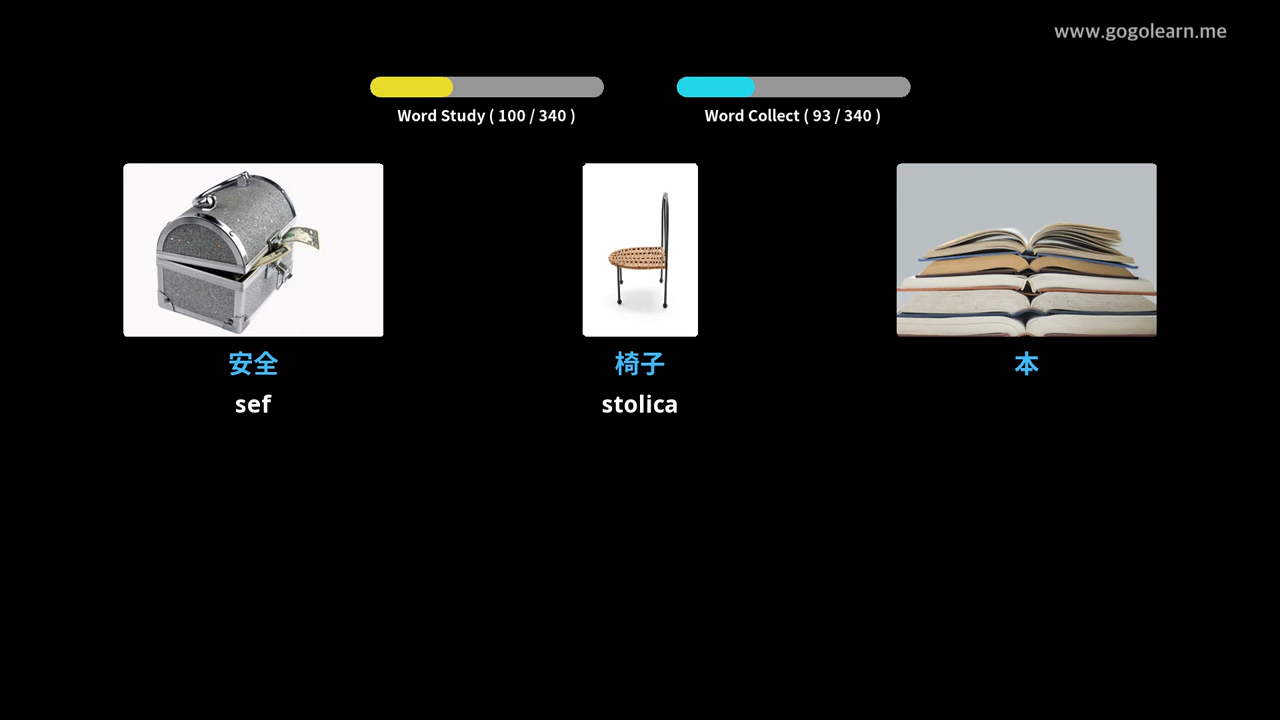 www.gogolearn.me
Word Study ( 100 / 340 )
Word Collect ( 93 / 340 )
安全
椅子
本
sef
stolica